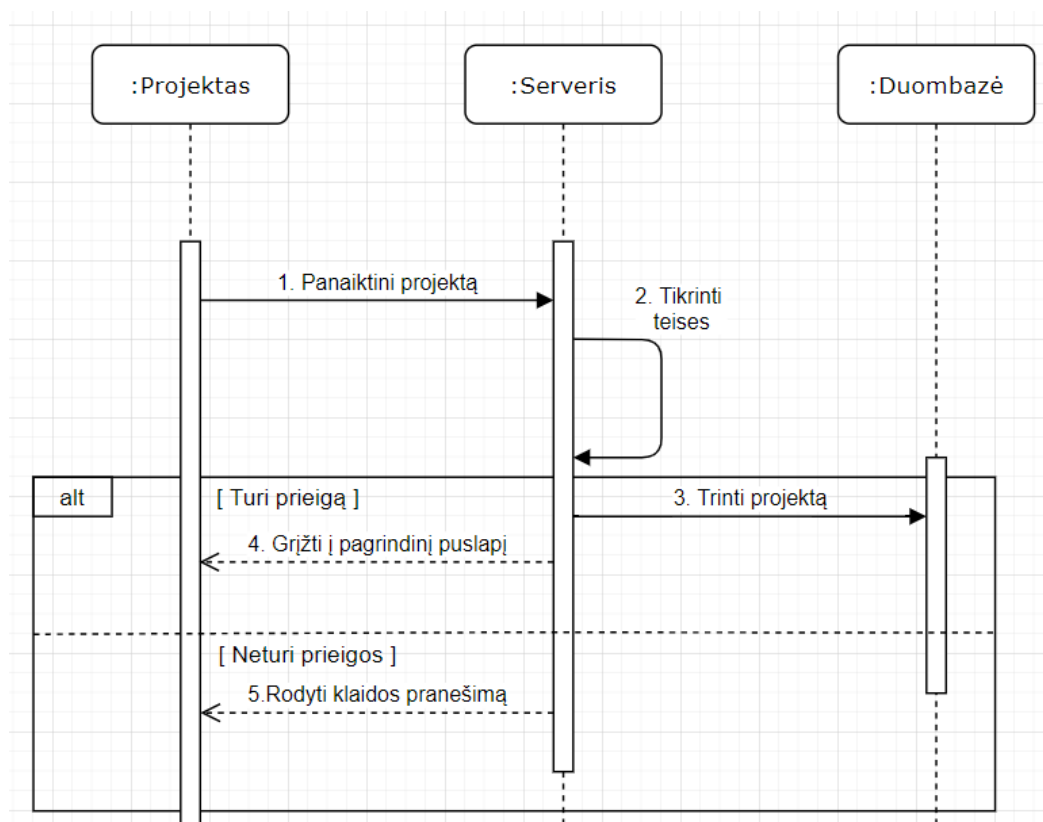 :Projektas
:Serveris
:Duombazė
1. Panaiktini projektą
2. Tikrinti
teises
alt
[ Turi prieigą ]
3. Trinti projektą
4. Grįžti į pagrindinį puslapį
[ Neturi prieigos ]
5.Rodyti klaidos pranešimą